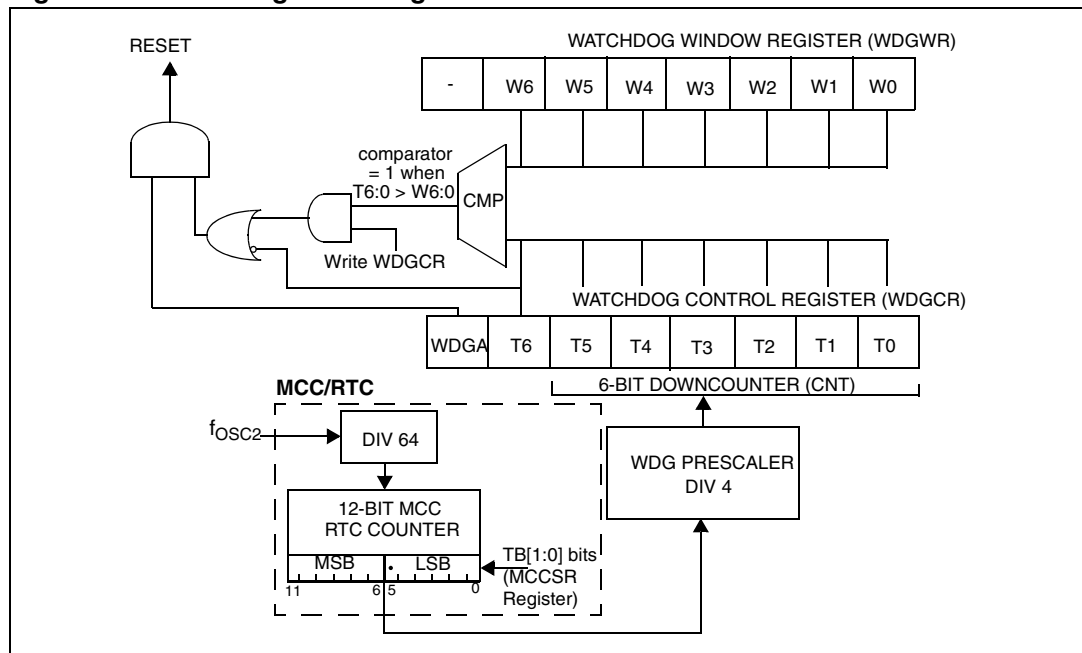 RESET
WATCHDOG WINDOW REGISTER (WDGWR)
- W6 W5 W4 W3 W2 W1 W0
comparator
= 1 when
T6:0 > W6:0
CMP
Write WDGCR
WATCHDOG CONTROL REGISTER (WDGCR)
WDGA T6 T5 T4 T3 T2 T1 T0
6-BIT DOWNCOUNTER (CNT)
MCC/RTC
fOSC2
DIV 64
WDG PRESCALER
DIV 4
12-BIT MCC
RTC COUNTER
MSB LSB
11 6 5 0
TB[1:0] bits
(MCCSR
Register)